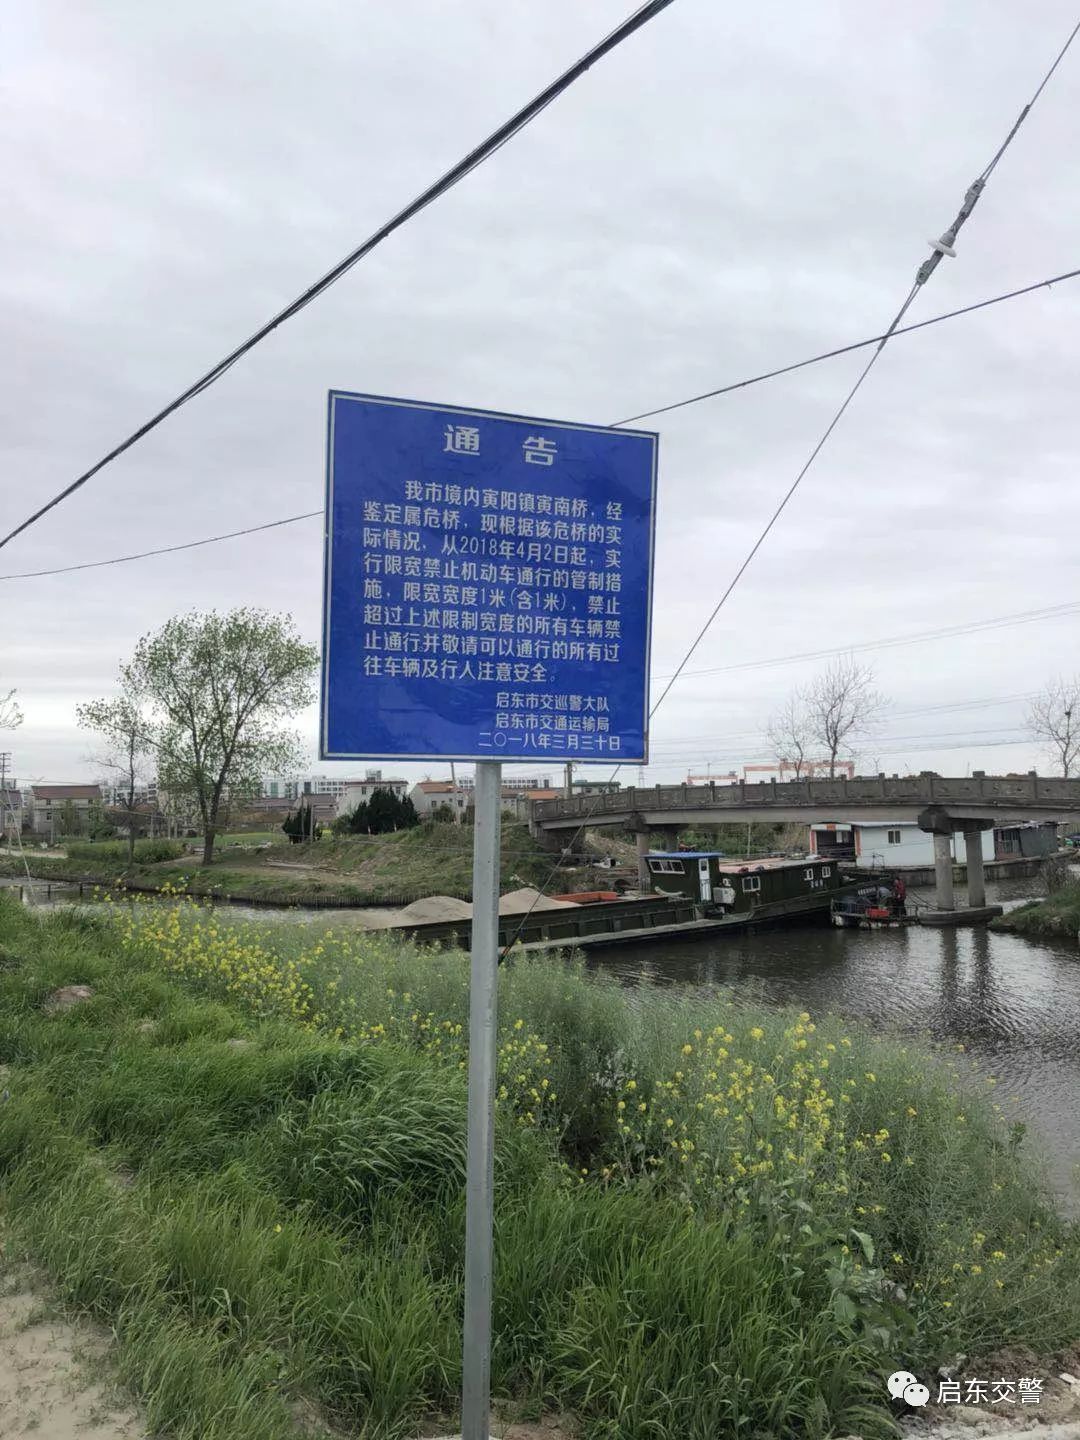 通 告
我市境内寅阳镇寅南桥，经
鉴定属危桥，现根据该危桥的实
际情况，从2018年4月2日起，实
行限宽禁止机动车通行的管制措
施，限宽宽度1米(含1米)，禁止
超过上述限制宽度的所有车辆禁
止通行并敬请可以通行的所有过
往车辆及行人注意安全。
启东市交巡警大队
启东市交通运输局
二〇一八年三月三十日
启东交警